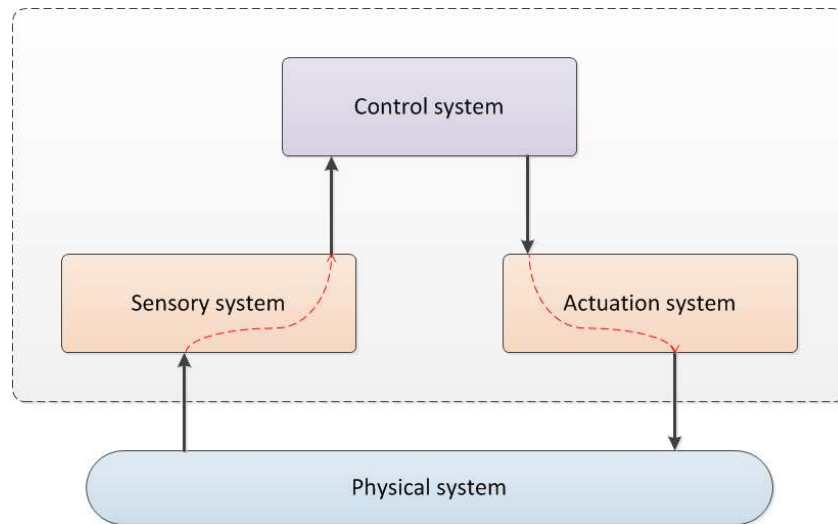 Control system
Sensory system
Actuation system
Physical system